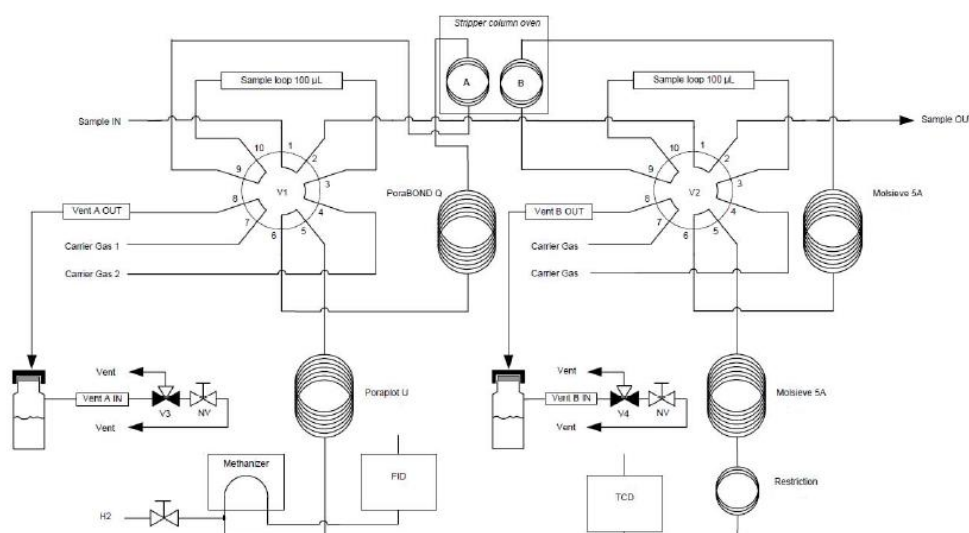 Stripper column oven
A
B
Sample loop 100 µL
Sample loop 100 µL
Sample IN
Sample OUT
1
2
3
4
5
6
7
8
9
10
V1
1
2
3
4
5
6
7
8
9
10
V2
PoraBOND Q
Molsieve 5A
Vent A OUT
Vent B OUT
Carrier Gas 1
Carrier Gas
Carrier Gas 2
Carrier Gas
Vent
Vent
Vent A IN
V3
NV
Vent B IN
V4
NV
Vent
Vent
Poraplot U
Molsieve 5A
Methanizer
FID
TCD
Restriction
H2